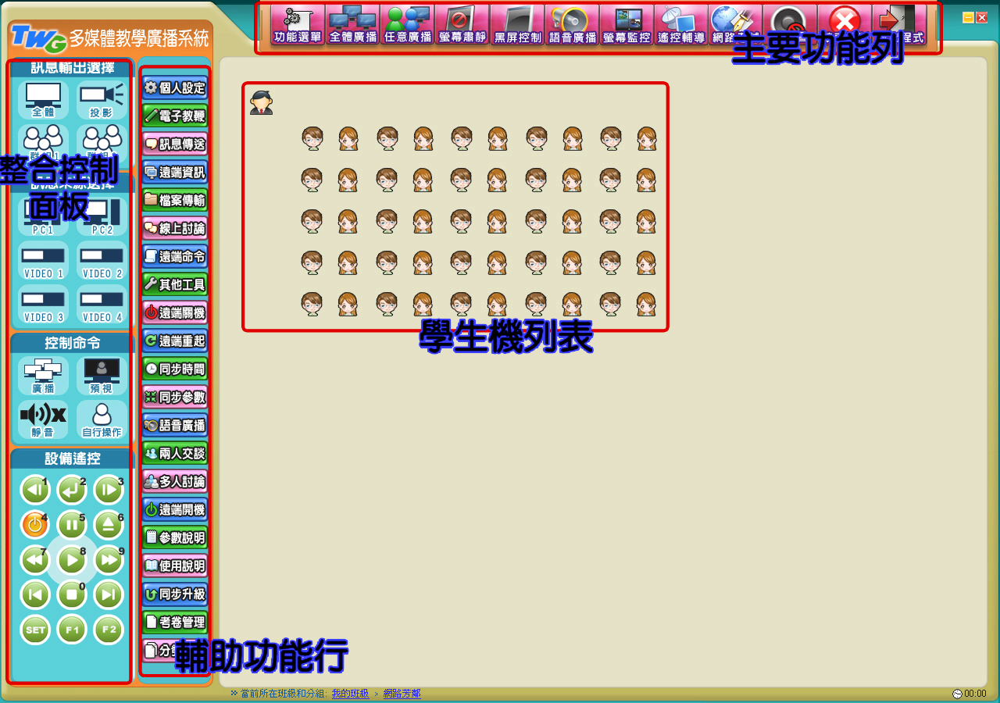 TWG 多媒體教學廣播系統
功能選單 全體廣播 任意廣播 螢幕肅靜 黑屏控制 語音廣播 螢幕監控 遙控輔導 網路
程式
主要功能列
訊息輸出選擇
全體 投影
群組1
整合控制
面板
PC1 PC2
VIDEO 1 VIDEO 2
VIDEO 3 VIDEO 4
控制命令
廣播 預視
靜音 自行操作
設備遙控
1 2 3
4 5 6
7 8 9
0
SET F1 F2
個人設定
電子教鞭
訊息傳送
遠端資訊
檔案傳輸
線上討論
遠端命令
其他工具
遠端關機
遠端重起
同步時間
同步參數
語音廣播
兩人交談
多人討論
遠端開機
參數說明
使用說明
同步升級
考卷管理
分
輔助功能行
學生機列表
» 當前所在班級和分組: 我的班級 > 網路芳鄰
00:00